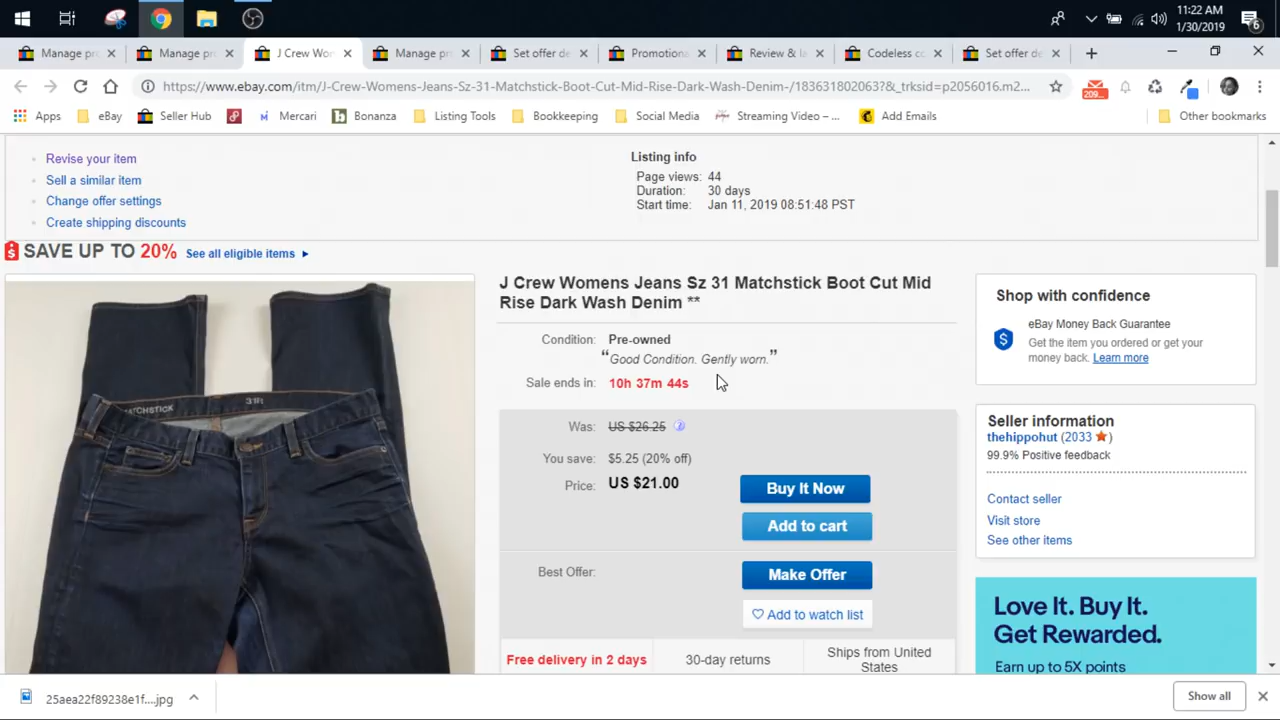 11:22 AM
1/30/2019
6
Manage pr
Manage pr
J Crew Wom
Manage pr
Set offer de
Promotiona
Review & la
Codeless co
Set offer de
https://www.ebay.com/itm/J-Crew-Womens-Jeans-Sz-31-Matchstick-Boot-Cut-Mid-Rise-Dark-Wash-Denim-/183631802063?&_trksid=p2056016.m2...
209...
Apps
eBay
Seller Hub
Mercari
Bonanza
Listing Tools
Bookkeeping
Social Media
Streaming Video – ...
Add Emails
Other bookmarks
Revise your item
Sell a similar item
Change offer settings
Create shipping discounts
Listing info
Page views: 44
Duration: 30 days
Start time: Jan 11, 2019 08:51:48 PST
SAVE UP TO 20% See all eligible items
MATCHSTICK
J Crew Womens Jeans Sz 31 Matchstick Boot Cut Mid
Rise Dark Wash Denim **
Condition: Pre-owned
“Good Condition. Gently worn.”
Sale ends in: 10h 37m 44s
Was: US $26.25
You save: $5.25 (20% off)
Price: US $21.00
Buy It Now
Add to cart
Best Offer:
Make Offer
Add to watch list
Free delivery in 2 days
30-day returns
Ships from United
States
Shop with confidence
eBay Money Back Guarantee
Get the item you ordered or get your
money back. Learn more
Seller information
thehippohut (2033)
99.9% Positive feedback
Contact seller
Visit store
See other items
Love It. Buy It.
Get Rewarded.
Earn up to 5X points
25aea22f89238e1f....jpg
Show all